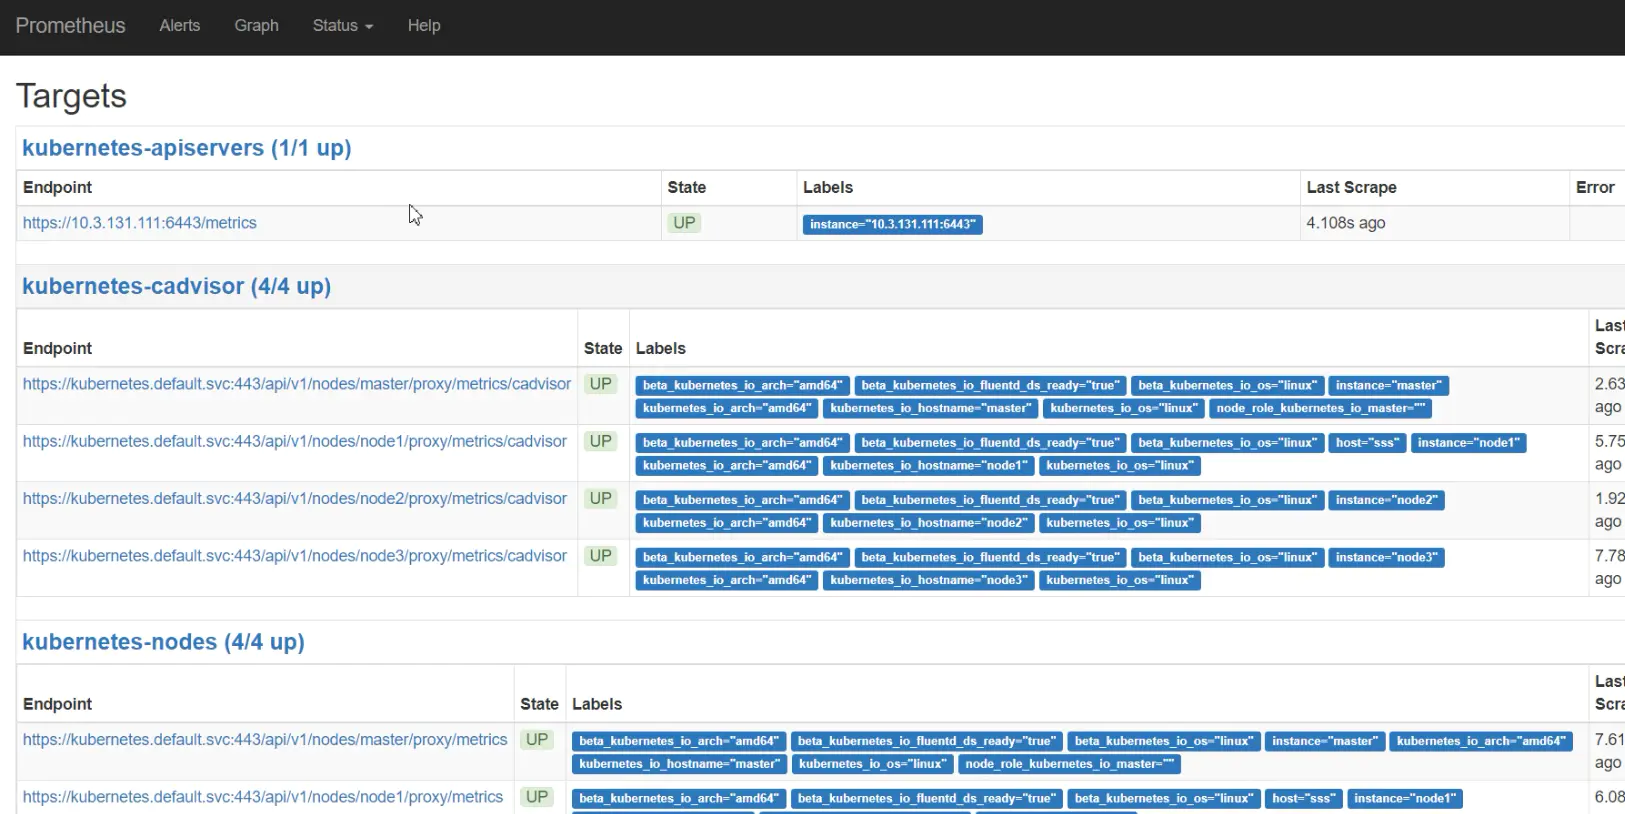 Prometheus Alerts Graph Status Help
Targets
kubernetes-apiservers (1/1 up)
Endpoint State Labels Last Scrape Error
https://10.3.131.111:6443/metrics UP instance="10.3.131.111:6443" 4.108s ago
kubernetes-cadvisor (4/4 up)
Endpoint State Labels Last Scra
https://kubernetes.default.svc:443/api/v1/nodes/master/proxy/metrics/cadvisor UP beta_kubernetes_io_arch="amd64" beta_kubernetes_io_fluentd_ds_ready="true" beta_kubernetes_io_os="linux" instance="master" 2.63
kubernetes_io_arch="amd64" kubernetes_io_hostname="master" kubernetes_io_os="linux" node_role_kubernetes_io_master="" ago
https://kubernetes.default.svc:443/api/v1/nodes/node1/proxy/metrics/cadvisor UP beta_kubernetes_io_arch="amd64" beta_kubernetes_io_fluentd_ds_ready="true" beta_kubernetes_io_os="linux" host="sss" instance="node1" 5.75
kubernetes_io_arch="amd64" kubernetes_io_hostname="node1" kubernetes_io_os="linux" ago
https://kubernetes.default.svc:443/api/v1/nodes/node2/proxy/metrics/cadvisor UP beta_kubernetes_io_arch="amd64" beta_kubernetes_io_fluentd_ds_ready="true" beta_kubernetes_io_os="linux" instance="node2" 1.92
kubernetes_io_arch="amd64" kubernetes_io_hostname="node2" kubernetes_io_os="linux" ago
https://kubernetes.default.svc:443/api/v1/nodes/node3/proxy/metrics/cadvisor UP beta_kubernetes_io_arch="amd64" beta_kubernetes_io_fluentd_ds_ready="true" beta_kubernetes_io_os="linux" instance="node3" 7.78
kubernetes_io_arch="amd64" kubernetes_io_hostname="node3" kubernetes_io_os="linux" ago
kubernetes-nodes (4/4 up)
Endpoint State Labels Last Scra
https://kubernetes.default.svc:443/api/v1/nodes/master/proxy/metrics UP beta_kubernetes_io_arch="amd64" beta_kubernetes_io_fluentd_ds_ready="true" beta_kubernetes_io_os="linux" instance="master" kubernetes_io_arch="amd64" 7.61
kubernetes_io_hostname="master" kubernetes_io_os="linux" node_role_kubernetes_io_master="" ago
https://kubernetes.default.svc:443/api/v1/nodes/node1/proxy/metrics UP beta_kubernetes_io_arch="amd64" beta_kubernetes_io_fluentd_ds_ready="true" beta_kubernetes_io_os="linux" host="sss" instance="node1" 6.08